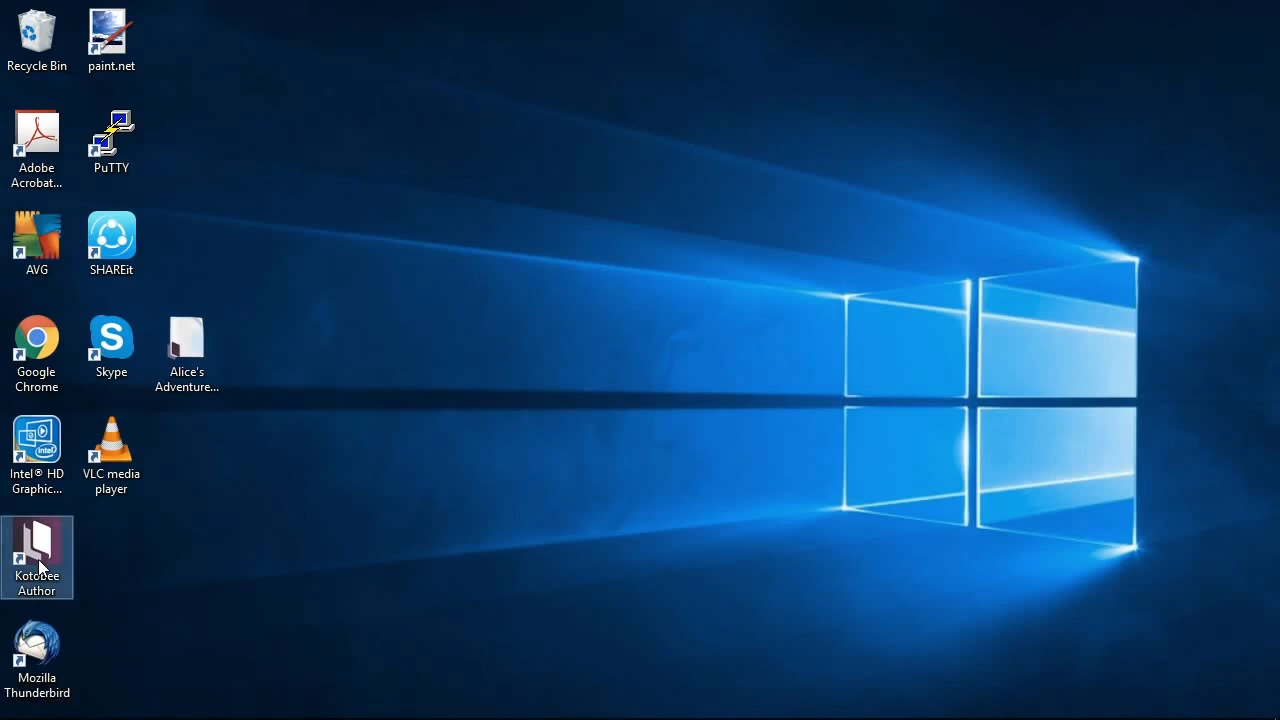 Recycle Bin
paint.net
Adobe
Acrobat...
PuTTY
AVG
SHAREit
Google
Chrome
Skype
Alice's
Adventure...
Intel® HD
Graphic...
VLC media
player
Kotobee
Author
Mozilla
Thunderbird